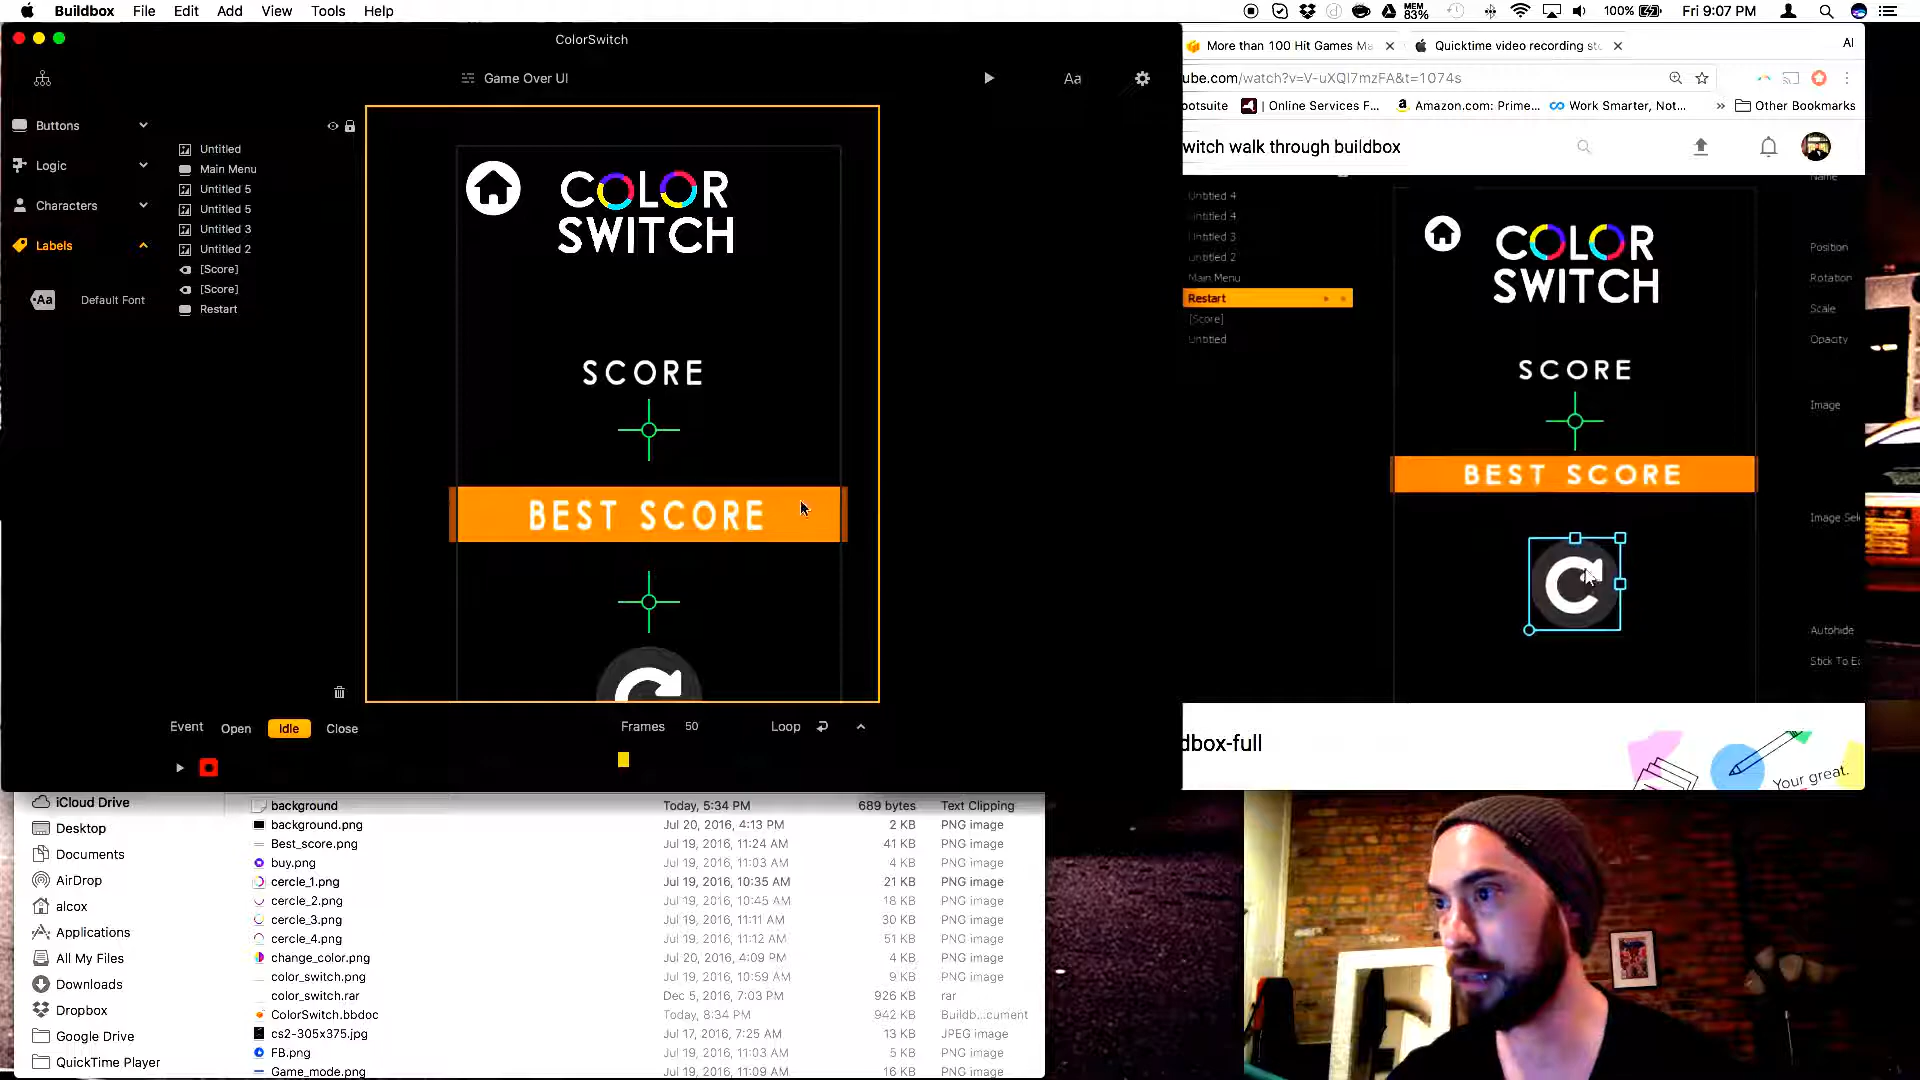 Buildbox File Edit Add View Tools Help
MEM 83% 100% Fri 9:07 PM
ColorSwitch
Game Over UI
Aa
Buttons
Logic
Characters
Labels
Aa Default Font
Untitled
Main Menu
Untitled 5
Untitled 5
Untitled 3
Untitled 2
[Score]
[Score]
Restart
COLOR
SWITCH
SCORE
BEST SCORE
Event Open Idle Close
Frames 50 Loop
More than 100 Hit Games Ma
Quicktime video recording st
Al
ube.com/watch?v=V-uXQI7mzFA&t=1074s
ootsuite | Online Services F... Amazon.com: Prime... Work Smarter, Not... » Other Bookmarks
witch walk through buildbox
Untitled 4
Untitled 4
Untitled 3
untitled 2
Main Menu
Restart
[Score]
Untitled
COLOR
SWITCH
SCORE
BEST SCORE
Name
Position
Rotation
Scale
Opacity
Image
Image Sel
Autohide
Stick To E
dbox-full
Your great.
iCloud Drive
Desktop
Documents
AirDrop
alcox
Applications
All My Files
Downloads
Dropbox
Google Drive
QuickTime Player
background Today, 5:34 PM 689 bytes Text Clipping
background.png Jul 20, 2016, 4:13 PM 2 KB PNG image
Best_score.png Jul 19, 2016, 11:24 AM 41 KB PNG image
buy.png Jul 19, 2016, 11:03 AM 4 KB PNG image
cercle_1.png Jul 19, 2016, 10:35 AM 21 KB PNG image
cercle_2.png Jul 19, 2016, 10:45 AM 18 KB PNG image
cercle_3.png Jul 19, 2016, 11:11 AM 30 KB PNG image
cercle_4.png Jul 19, 2016, 11:12 AM 51 KB PNG image
change_color.png Jul 20, 2016, 4:09 PM 4 KB PNG image
color_switch.png Jul 19, 2016, 10:59 AM 9 KB PNG image
color_switch.rar Dec 5, 2016, 7:03 PM 926 KB rar
ColorSwitch.bbdoc Today, 8:34 PM 942 KB Buildb...cument
cs2-305x375.jpg Jul 17, 2016, 7:25 AM 13 KB JPEG image
FB.png Jul 19, 2016, 11:03 AM 5 KB PNG image
Game_mode.png Jul 19, 2016, 11:09 AM 16 KB PNG image